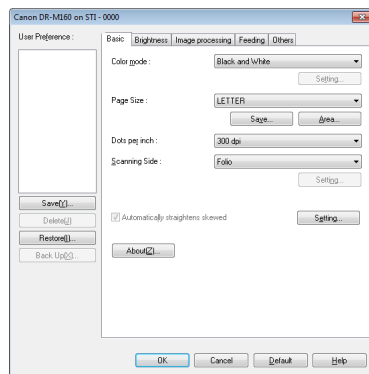 Canon DR-M160 on STI - 0000
User Preference :
Save(Y)...
Delete(J)
Restore(I)...
Back Up(X)...
Basic Brightness Image processing Feeding Others
Color mode : Black and White
Setting...
Page Size : LETTER
Save... Area...
Dots per inch : 300 dpi
Scanning Side : Folio
Setting...
Automatically straightens skewed Setting...
About(Z)...
OK Cancel Default Help